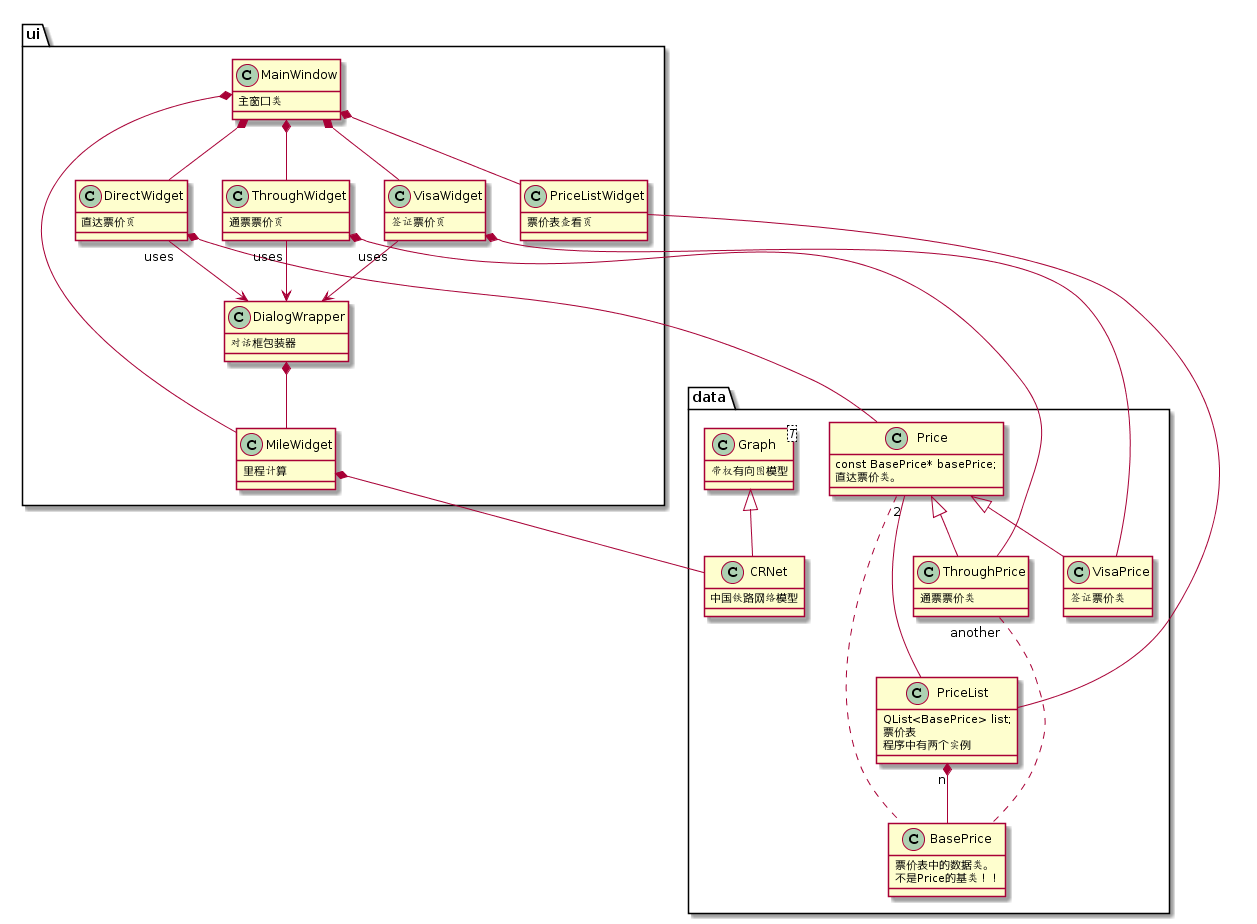 ui
C MainWindow
主窗口类
C DirectWidget
直达票价页
C ThroughWidget
通票票价页
C VisaWidget
签证票价页
C PriceListWidget
票价表查看页
uses
uses
uses
C DialogWrapper
对话框包装器
C MileWidget
里程计算
data
C Graph
带权有向图模型
C Price
const BasePrice* basePrice;
直达票价类。
2
C CRNet
中国铁路网络模型
C ThroughPrice
通票票价类
C VisaPrice
签证票价类
another
C PriceList
QList<BasePrice> list;
票价表
程序中有两个实例
n
C BasePrice
票价表中的数据类。
不是Price的基类！！